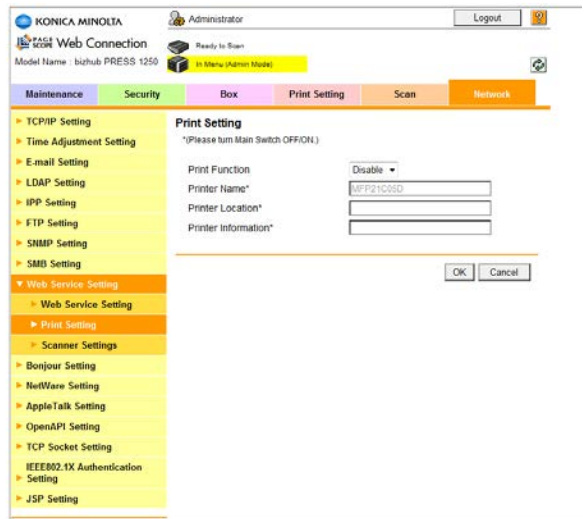 KONICA MINOLTA
Administrator
Logout
?
PAGE SCOPE Web Connection
Ready to Scan
Model Name : bizhub PRESS 1250
In Menu (Admin Mode)
Maintenance
Security
Box
Print Setting
Scan
Network
TCP/IP Setting
Time Adjustment Setting
E-mail Setting
LDAP Setting
IPP Setting
FTP Setting
SNMP Setting
SMB Setting
Web Service Setting
Web Service Setting
Print Setting
Scanner Settings
Bonjour Setting
NetWare Setting
AppleTalk Setting
OpenAPI Setting
TCP Socket Setting
IEEE802.1X Authentication
Setting
JSP Setting
Print Setting
*(Please turn Main Switch OFF/ON.)
Print Function
Disable
Printer Name*
MFP21C05D
Printer Location*
Printer Information*
OK
Cancel